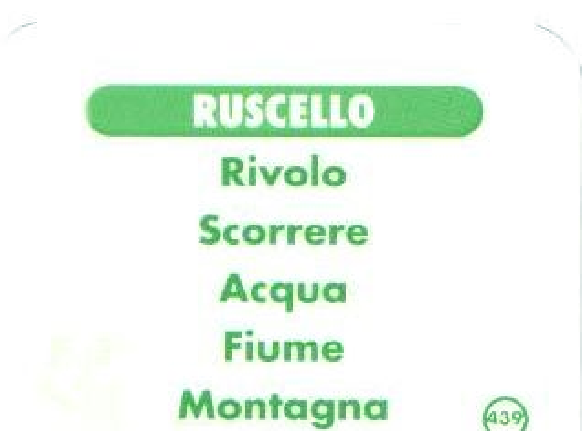 RUSCELLO
Rivolo
Scorrere
Acqua
Fiume
Montagna
439